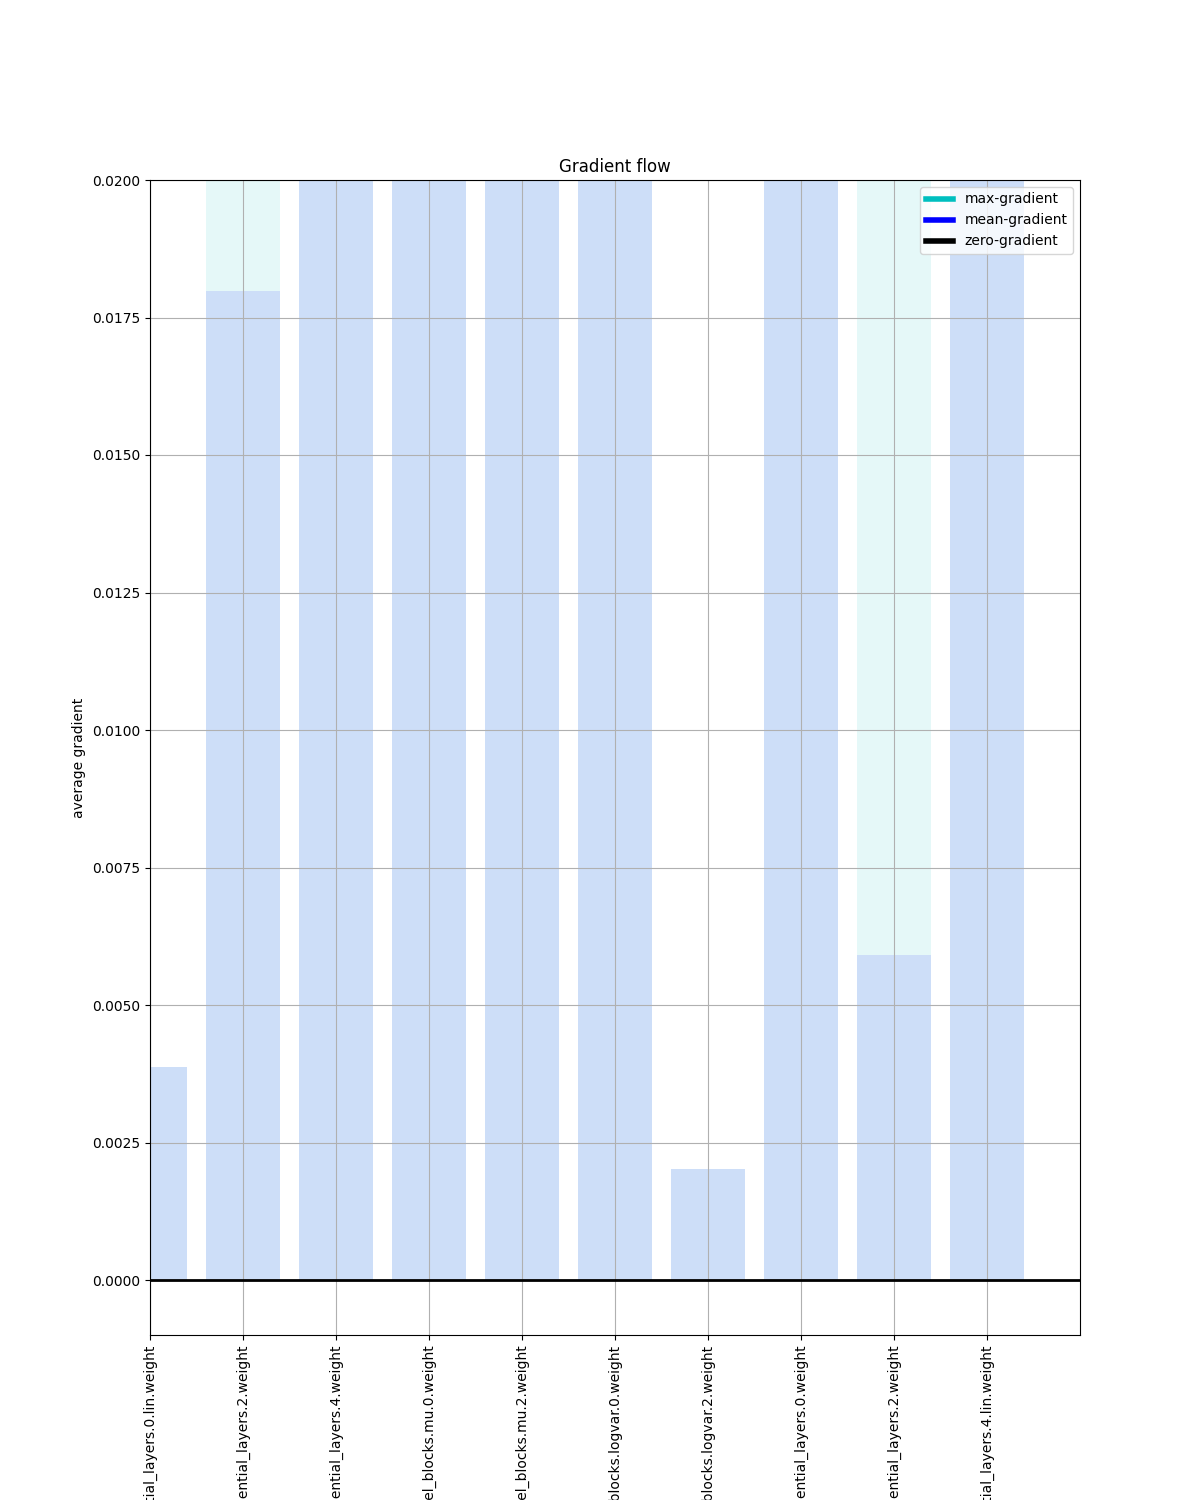 Gradient flow
max-gradient
mean-gradient
zero-gradient
0.0200
0.0175
0.0150
0.0125
0.0100
0.0075
0.0050
0.0025
0.0000
average gradient
tial_layers.0.lin.weight
ential_layers.2.weight
ential_layers.4.weight
el_blocks.mu.0.weight
el_blocks.mu.2.weight
blocks.logvar.0.weight
blocks.logvar.2.weight
ential_layers.0.weight
ential_layers.2.weight
tial_layers.4.lin.weight